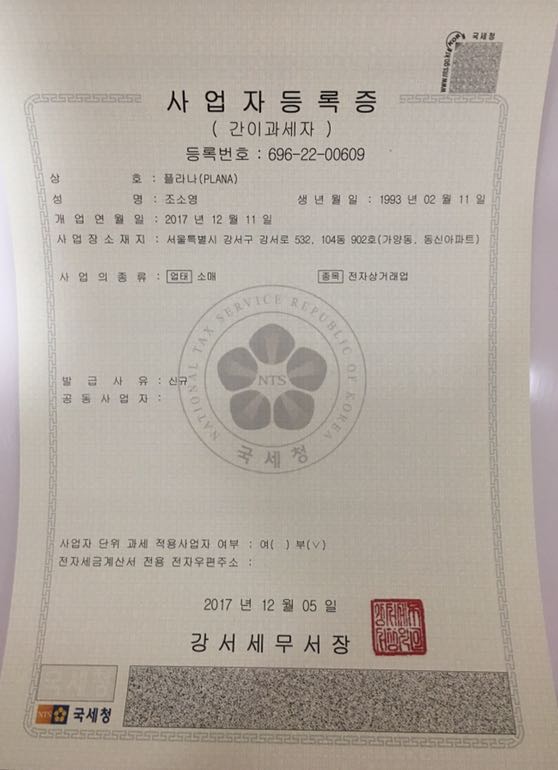 국세청
www.nts.go.kr
사업자등록증
( 간이과세자 )
등록번호 : 696-22-00609
상 호 : 플라나(PLANA)
성 명 : 조소영 생 년 월 일 : 1993 년 02 월 11 일
개 업 연 월 일 : 2017 년 12 월 11 일
사 업 장 소 재 지 : 서울특별시 강서구 강서로 532, 104동 902호(가양동, 동신아파트)
사 업 의 종 류 : 업태 소매 종목 전자상거래업
NATIONAL TAX SERVICE REPUBLIC OF KOREA
NTS
국세청
발 급 사 유 : 신규
공 동 사 업 자 :
사업자 단위 과세 적용사업자 여부 : 여( ) 부(∨)
전자세금계산서 전용 전자우편주소 :
2017 년 12 월 05 일
강서세무서장
NTS 국세청